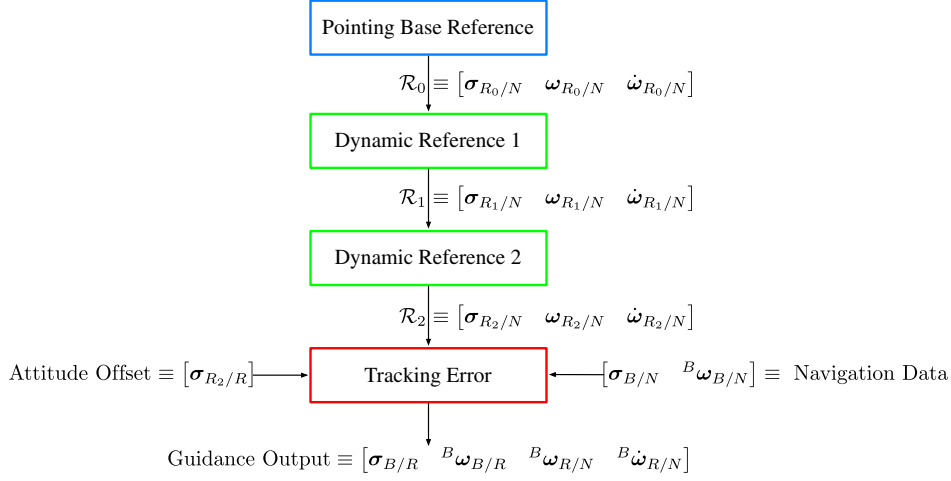 Pointing Base Reference
𝓡₀ ≡ [𝝈_{R₀/N} 𝝎_{R₀/N} 𝝎̇_{R₀/N}]
Dynamic Reference 1
𝓡₁ ≡ [𝝈_{R₁/N} 𝝎_{R₁/N} 𝝎̇_{R₁/N}]
Dynamic Reference 2
𝓡₂ ≡ [𝝈_{R₂/N} 𝝎_{R₂/N} 𝝎̇_{R₂/N}]
Attitude Offset ≡ [𝝈_{R₂/R}]
Tracking Error
[𝝈_{B/N} ^B𝝎_{B/N}] ≡ Navigation Data
Guidance Output ≡ [𝝈_{B/R} ^B𝝎_{B/R} ^B𝝎_{R/N} ^B𝝎̇_{R/N}]